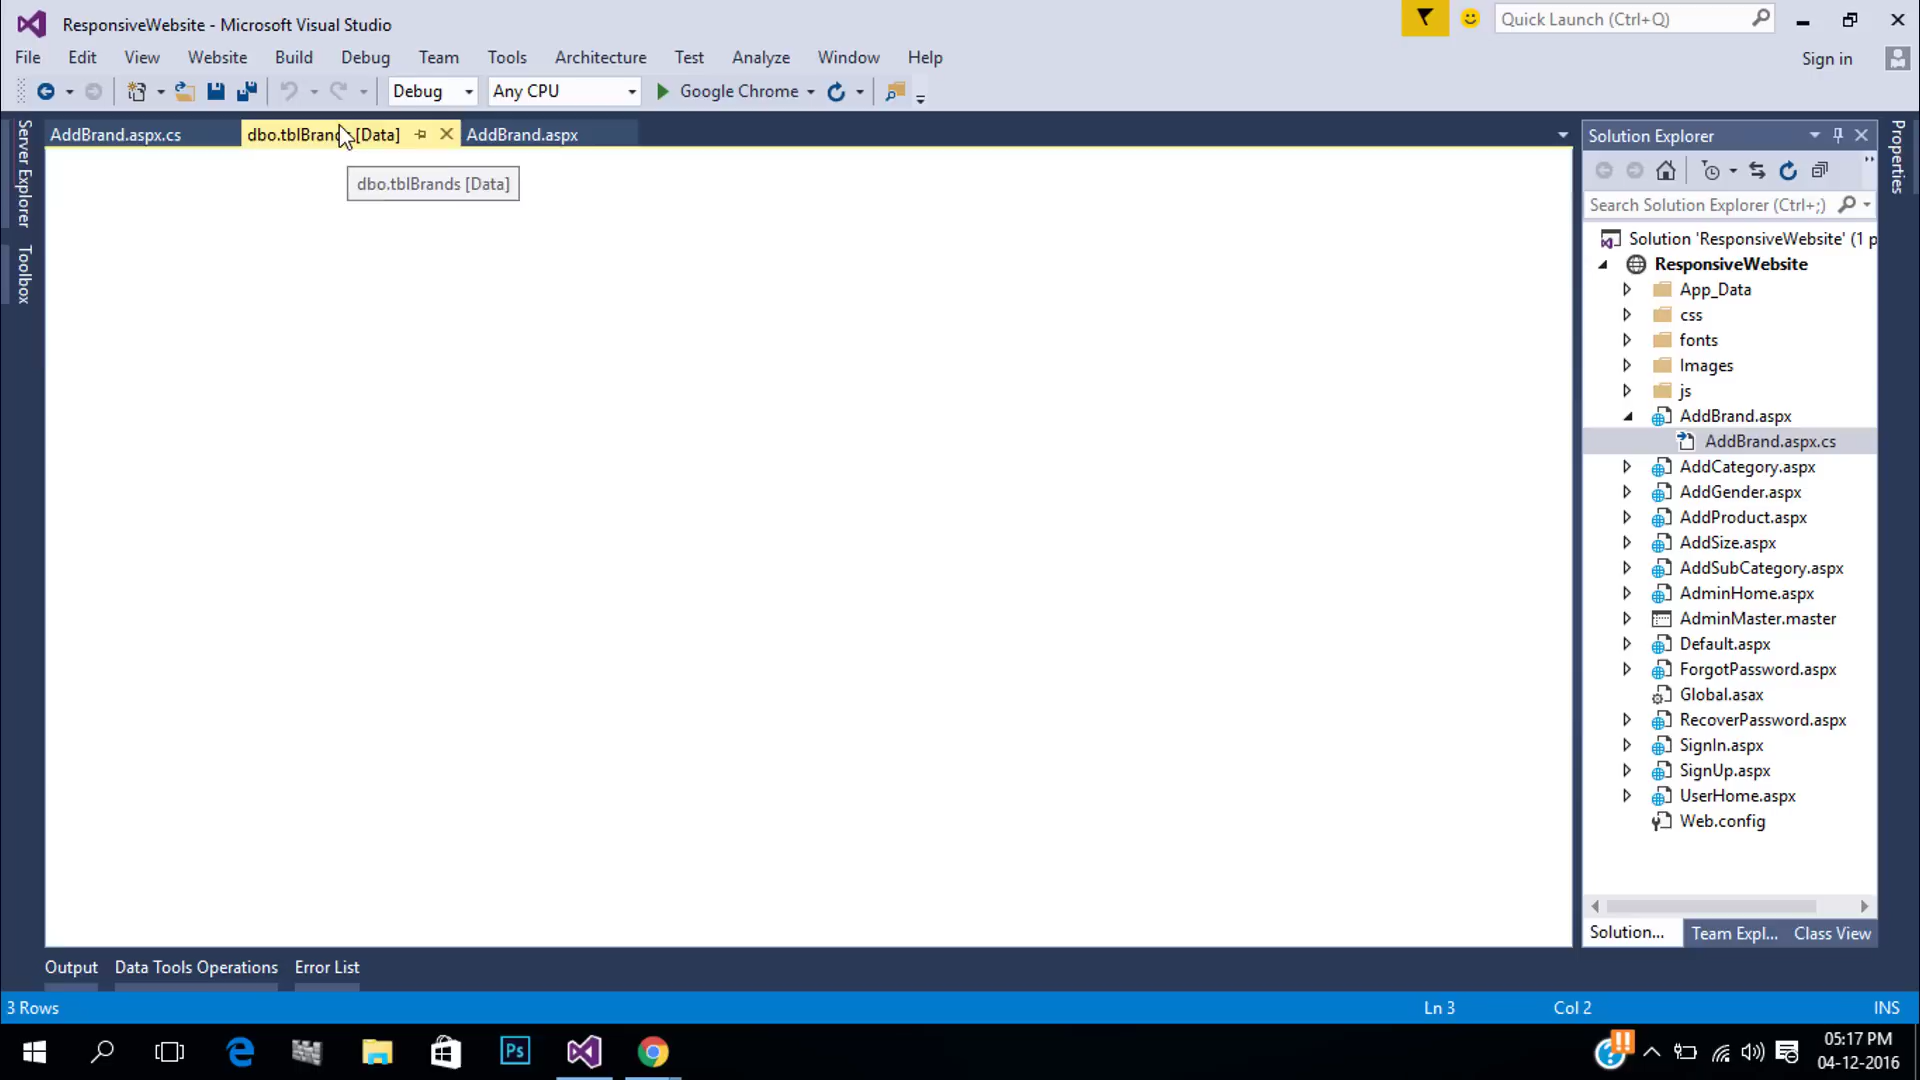 ResponsiveWebsite - Microsoft Visual Studio
Quick Launch (Ctrl+Q)
File Edit View Website Build Debug Team Tools Architecture Test Analyze Window Help
Sign in
Debug Any CPU Google Chrome
AddBrand.aspx.cs
dbo.tblBrands [Data]
AddBrand.aspx
dbo.tblBrands [Data]
Server Explorer
Toolbox
Solution Explorer
Search Solution Explorer (Ctrl+;)
Solution 'ResponsiveWebsite' (1 p
ResponsiveWebsite
App_Data
css
fonts
Images
js
AddBrand.aspx
AddBrand.aspx.cs
AddCategory.aspx
AddGender.aspx
AddProduct.aspx
AddSize.aspx
AddSubCategory.aspx
AdminHome.aspx
AdminMaster.master
Default.aspx
ForgotPassword.aspx
Global.asax
RecoverPassword.aspx
SignIn.aspx
SignUp.aspx
UserHome.aspx
Web.config
Solution... Team Expl... Class View
Properties
Output Data Tools Operations Error List
3 Rows Ln 3 Col 2 INS
Ps
05:17 PM
04-12-2016